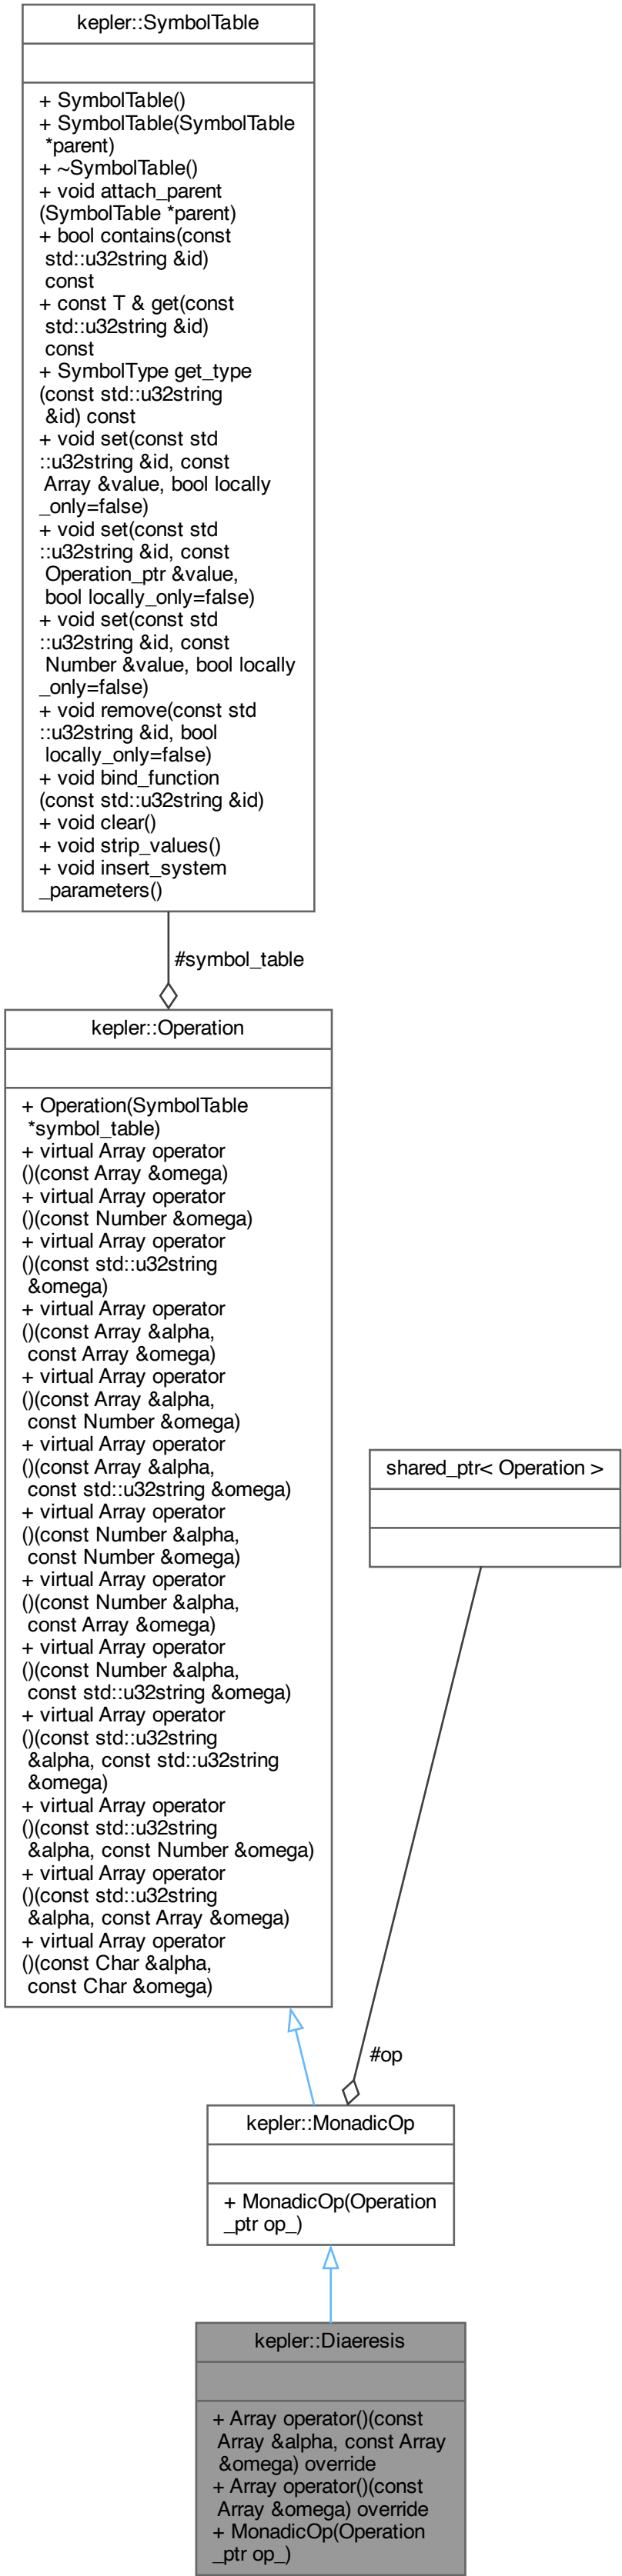 kepler::SymbolTable
+ SymbolTable()
+ SymbolTable(SymbolTable
*parent)
+ ~SymbolTable()
+ void attach_parent
(SymbolTable *parent)
+ bool contains(const
std::u32string &id)
const
+ const T & get(const
std::u32string &id)
const
+ SymbolType get_type
(const std::u32string
&id) const
+ void set(const std
::u32string &id, const
Array &value, bool locally
_only=false)
+ void set(const std
::u32string &id, const
Operation_ptr &value,
bool locally_only=false)
+ void set(const std
::u32string &id, const
Number &value, bool locally
_only=false)
+ void remove(const std
::u32string &id, bool
locally_only=false)
+ void bind_function
(const std::u32string &id)
+ void clear()
+ void strip_values()
+ void insert_system
_parameters()
#symbol_table
kepler::Operation
+ Operation(SymbolTable
*symbol_table)
+ virtual Array operator
()(const Array &omega)
+ virtual Array operator
()(const Number &omega)
+ virtual Array operator
()(const std::u32string
&omega)
+ virtual Array operator
()(const Array &alpha,
const Array &omega)
+ virtual Array operator
()(const Array &alpha,
const Number &omega)
+ virtual Array operator
()(const Array &alpha,
const std::u32string &omega)
+ virtual Array operator
()(const Number &alpha,
const Number &omega)
+ virtual Array operator
()(const Number &alpha,
const Array &omega)
+ virtual Array operator
()(const Number &alpha,
const std::u32string &omega)
+ virtual Array operator
()(const std::u32string
&alpha, const std::u32string
&omega)
+ virtual Array operator
()(const std::u32string
&alpha, const Number &omega)
+ virtual Array operator
()(const std::u32string
&alpha, const Array &omega)
+ virtual Array operator
()(const Char &alpha,
const Char &omega)
shared_ptr< Operation >
#op
kepler::MonadicOp
+ MonadicOp(Operation
_ptr op_)
kepler::Diaeresis
+ Array operator()(const
Array &alpha, const Array
&omega) override
+ Array operator()(const
Array &omega) override
+ MonadicOp(Operation
_ptr op_)